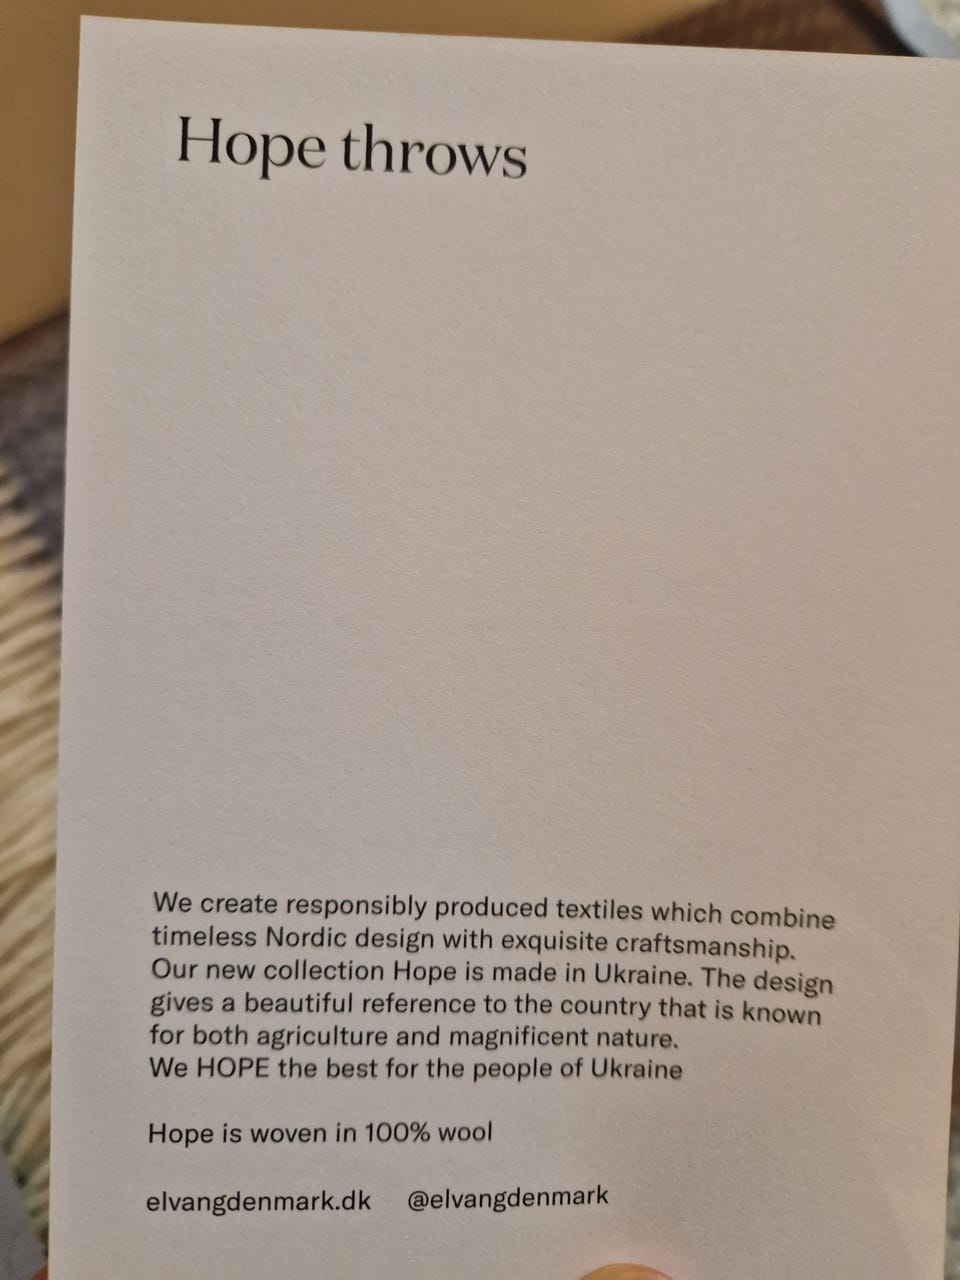 Hope throws
We create responsibly produced textiles which combine
timeless Nordic design with exquisite craftsmanship.
Our new collection Hope is made in Ukraine. The design
gives a beautiful reference to the country that is known
for both agriculture and magnificent nature.
We HOPE the best for the people of Ukraine
Hope is woven in 100% wool
elvangdenmark.dk @elvangdenmark